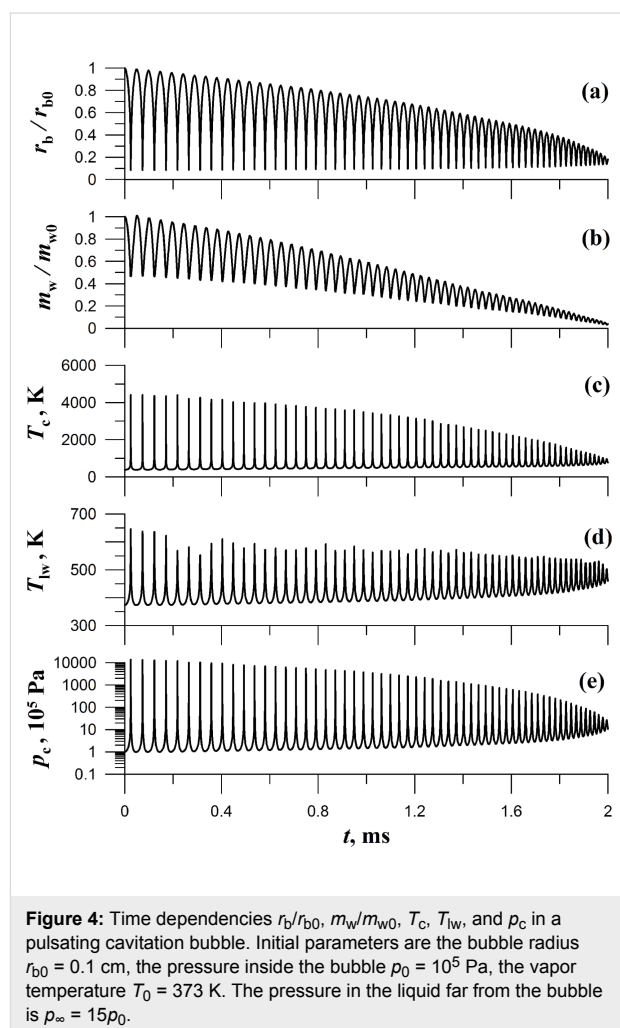 1
0.8
0.6
0.4
0.2
0
r_b / r_b0
(a)
1
0.8
0.6
0.4
0.2
0
m_w / m_w0
(b)
6000
4000
2000
0
T_c, K
(c)
700
500
300
T_lw, K
(d)
10000
1000
100
10
1
0.1
p_c, 10⁵ Pa
(e)
0 0.4 0.8 1.2 1.6 2
t, ms
Figure 4: Time dependencies r_b/r_b0, m_w/m_w0, T_c, T_lw, and p_c in a
pulsating cavitation bubble. Initial parameters are the bubble radius
r_b0 = 0.1 cm, the pressure inside the bubble p_0 = 10⁵ Pa, the vapor
temperature T_0 = 373 K. The pressure in the liquid far from the bubble
is p_∞ = 15p_0.